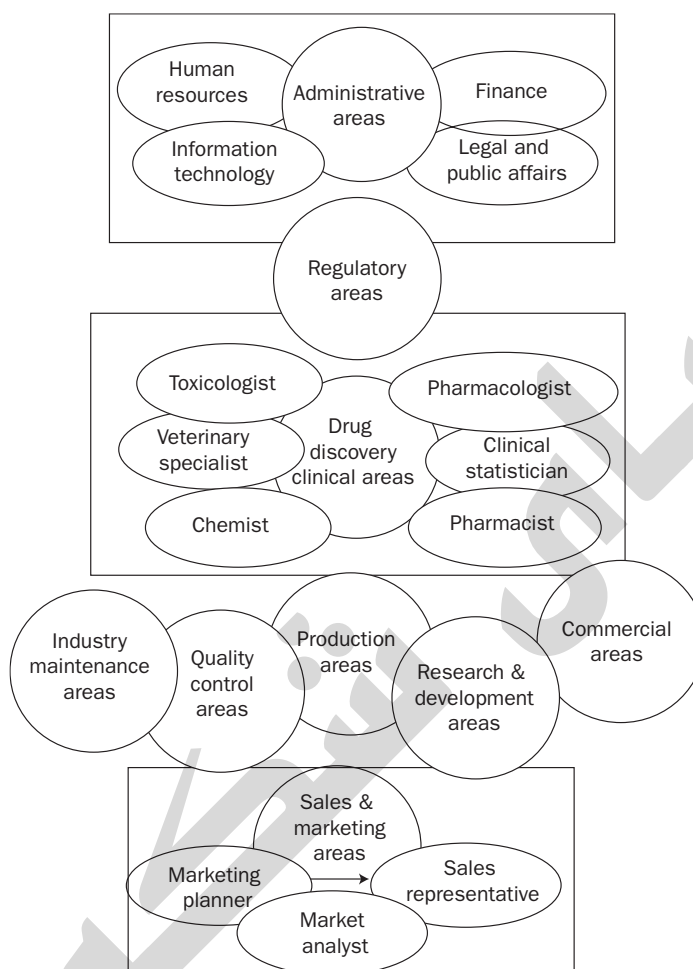 Human
resources
Administrative
areas
Finance
Information
technology
Legal and
public affairs
Regulatory
areas
Toxicologist
Pharmacologist
Veterinary
specialist
Drug
discovery
clinical areas
Clinical
statistician
Chemist
Pharmacist
Industry
maintenance
areas
Quality
control
areas
Production
areas
Research &
development
areas
Commercial
areas
Sales &
marketing
areas
Marketing
planner
Sales
representative
Market
analyst